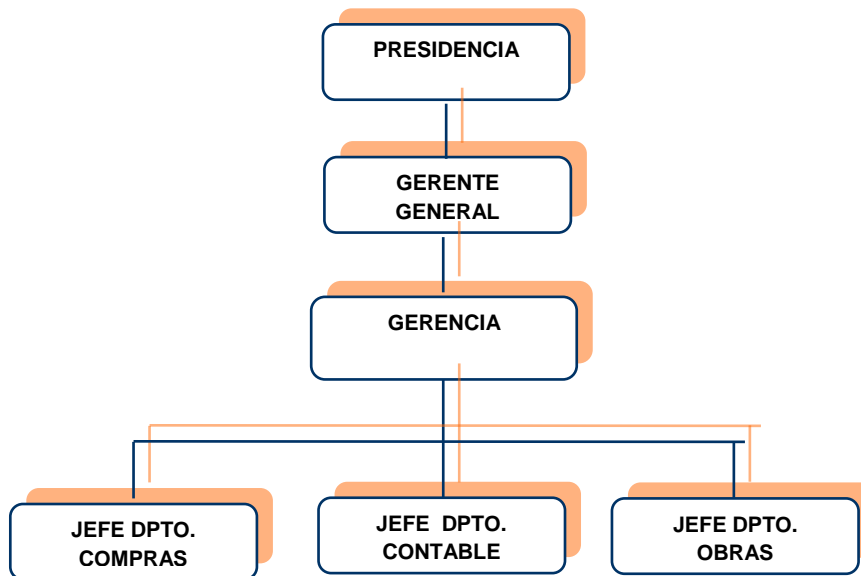 PRESIDENCIA
GERENTE
GENERAL
GERENCIA
JEFE DPTO.
COMPRAS
JEFE DPTO.
CONTABLE
JEFE DPTO.
OBRAS